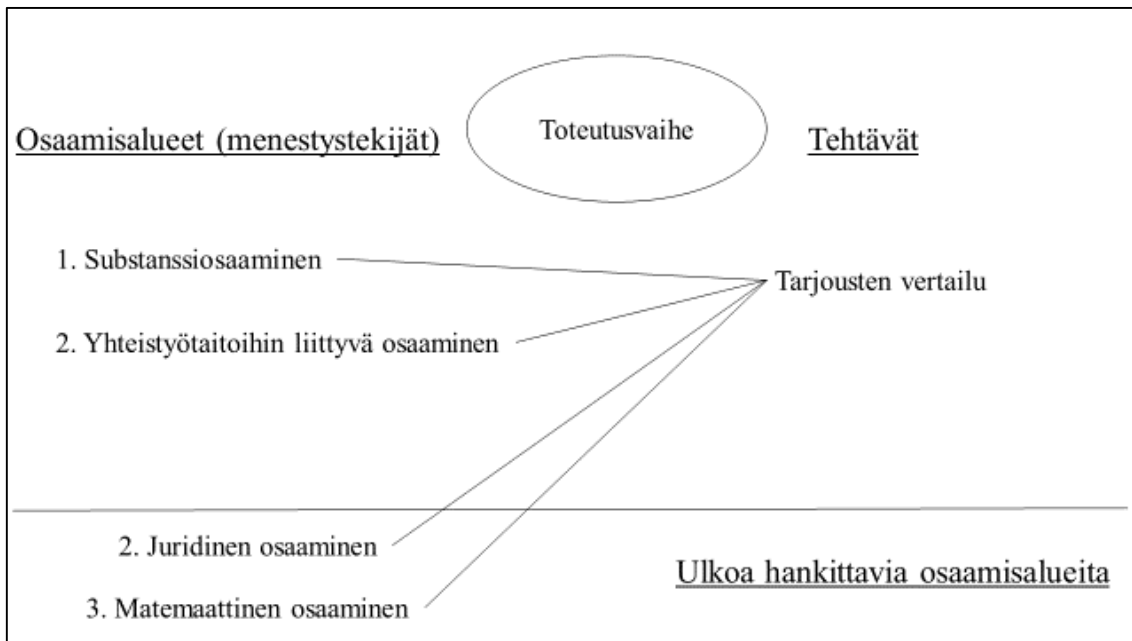 Toteutusvaihe
Osaamisalueet (menestystekijät)
Tehtävät
1. Substanssiosaaminen
Tarjousten vertailu
2. Yhteistyötaitoihin liittyvä osaaminen
2. Juridinen osaaminen
Ulkoa hankittavia osaamisalueita
3. Matemaattinen osaaminen